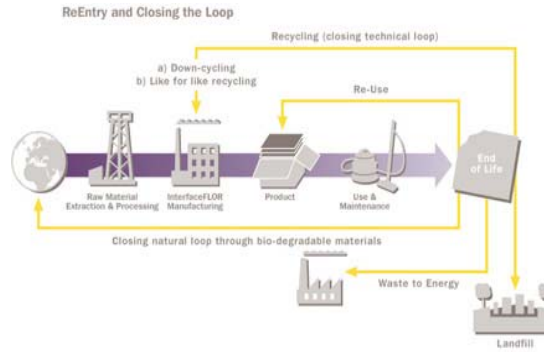 ReEntry and Closing the Loop
Recycling (closing technical loop)
a) Down-cycling
b) Like for like recycling
Re-Use
End
of Life
Raw Material
Extraction & Processing
InterfaceFLOR
Manufacturing
Product
Use &
Maintenance
Closing natural loop through bio-degradable materials
Waste to Energy
Landfill